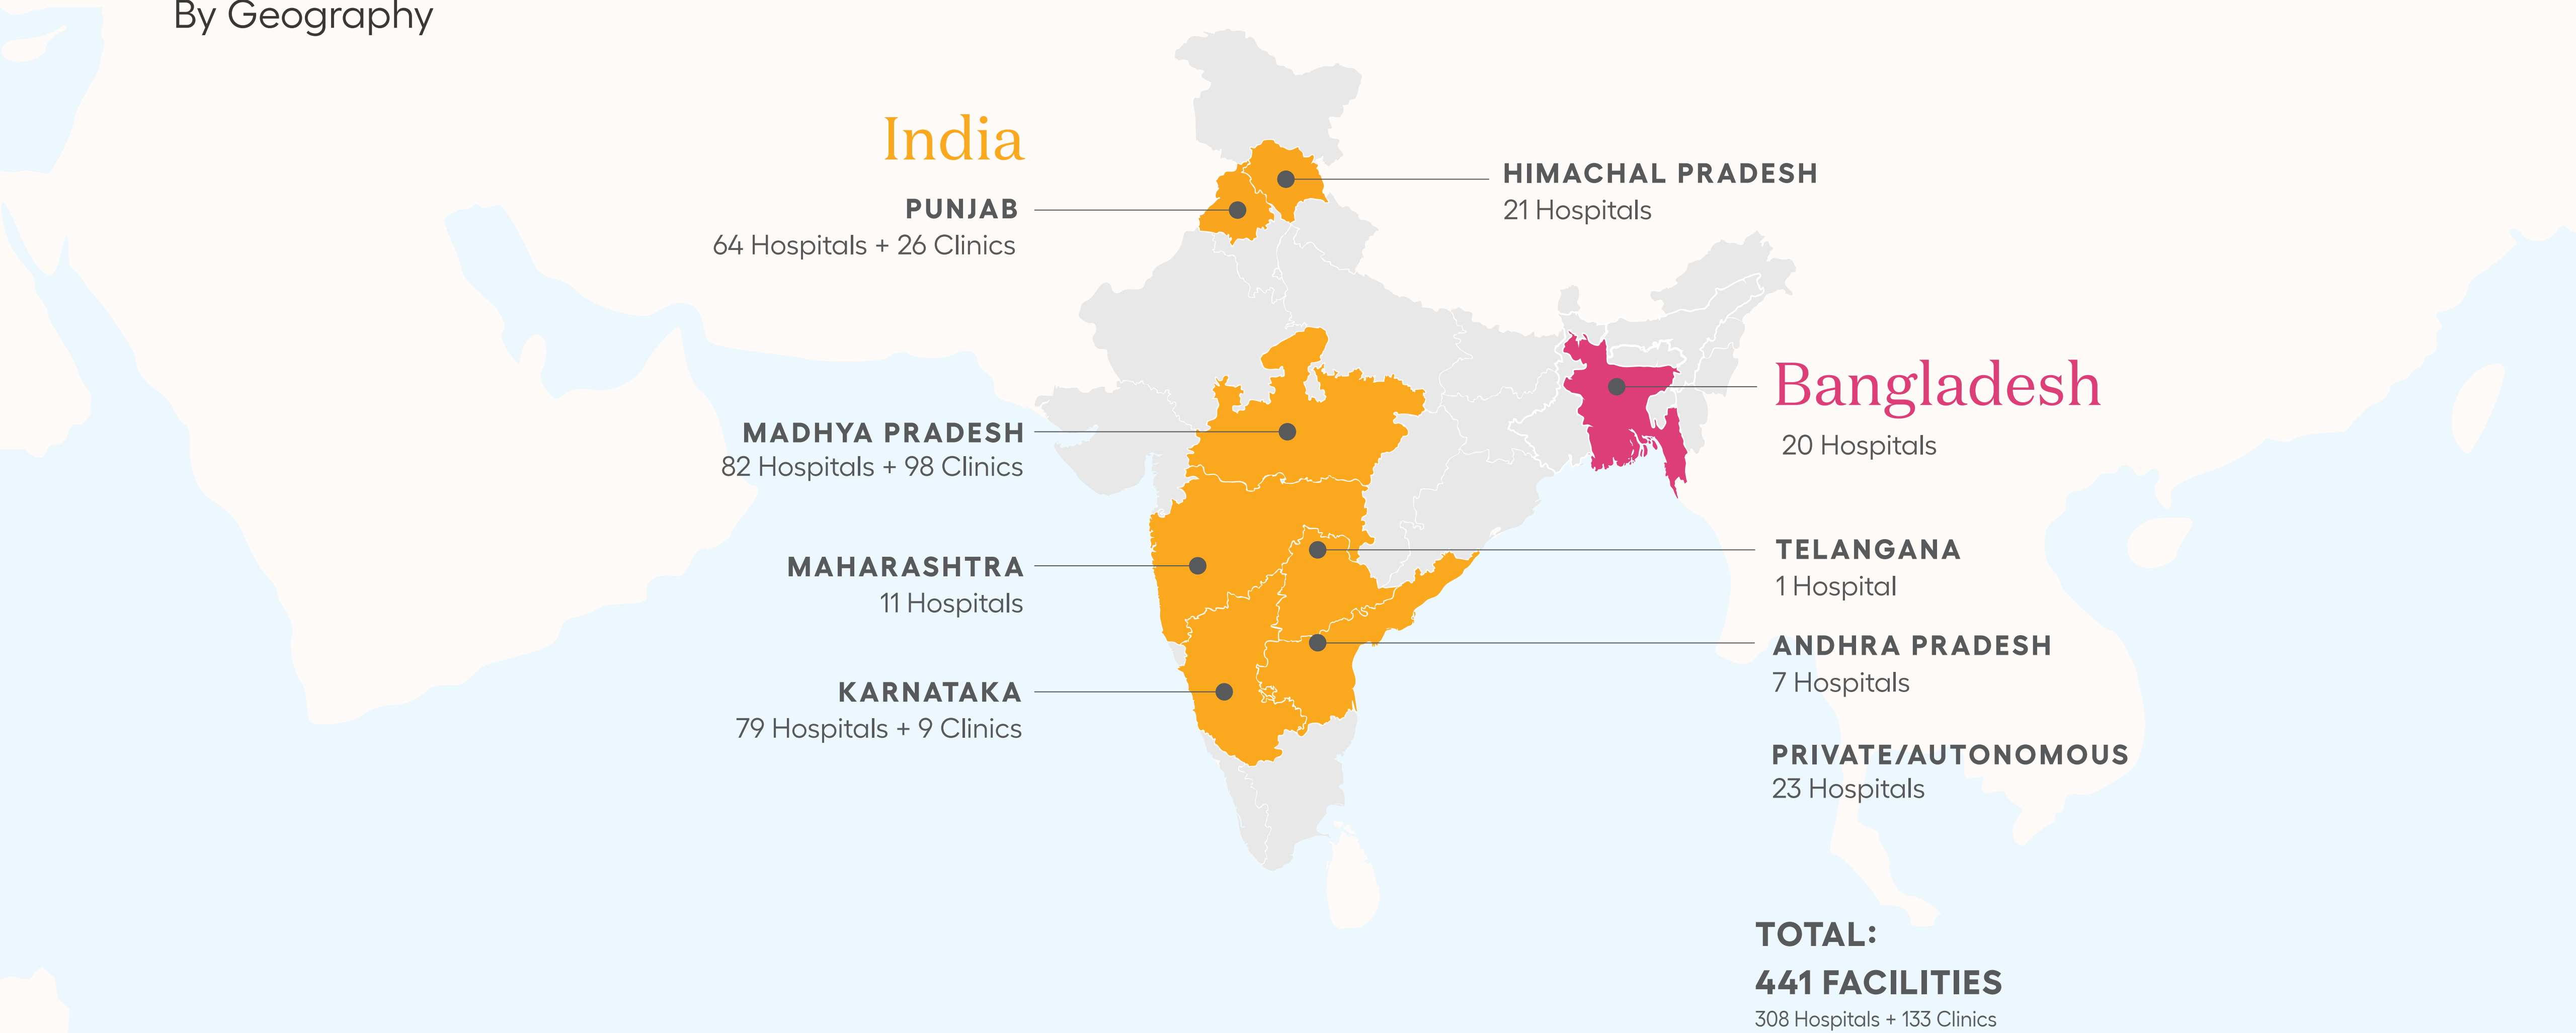 By Geography
India
PUNJAB
64 Hospitals + 26 Clinics
MADHYA PRADESH
82 Hospitals + 98 Clinics
MAHARASHTRA
11 Hospitals
KARNATAKA
79 Hospitals + 9 Clinics
HIMACHAL PRADESH
21 Hospitals
Bangladesh
20 Hospitals
TELANGANA
1 Hospital
ANDHRA PRADESH
7 Hospitals
PRIVATE/AUTONOMOUS
23 Hospitals
TOTAL:
441 FACILITIES
308 Hospitals + 133 Clinics